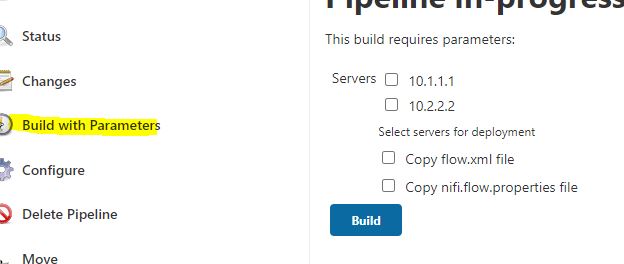 Pipeline in-progress
Status
This build requires parameters:
Changes
Servers
10.1.1.1
Build with Parameters
10.2.2.2
Select servers for deployment
Configure
Copy flow.xml file
Copy nifi.flow.properties file
Delete Pipeline
Build
Move